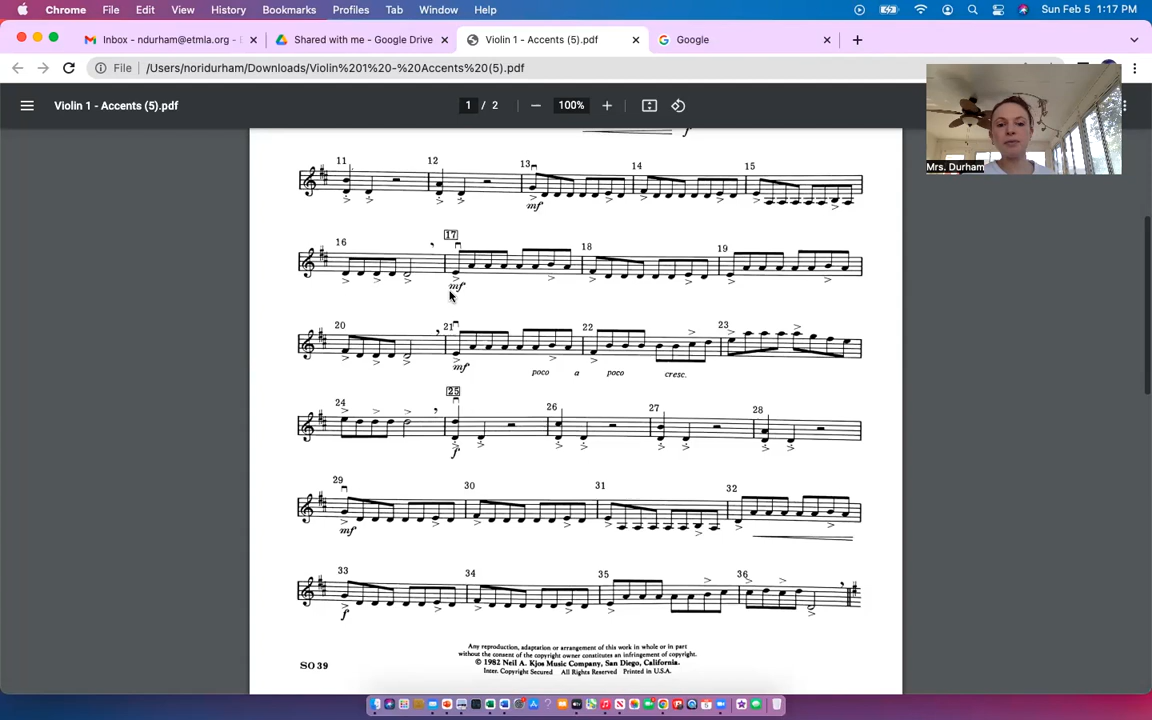 Chrome File Edit View History Bookmarks Profiles Tab Window Help Sun Feb 5 1:17 PM
Inbox - ndurham@etmla.org - Shared with me - Google Drive Violin 1 - Accents (5).pdf Google
File /Users/noridurham/Downloads/Violin%201%20-%20Accents%20(5).pdf
Violin 1 - Accents (5).pdf 1 / 2 100%
f
Mrs. Durham
11 12 13 14 15
mf
16 17 18 19
mf
20 21 22 23
mf poco a poco cresc.
24 25 26 27 28
f
29 30 31 32
mf
33 34 35 36
f
Any reproduction, adaptation or arrangement of this work in whole or in part
without the consent of the copyright owner constitutes an infringement of copyright.
SO 39 © 1982 Neil A. Kjos Music Company, San Diego, California.
Inter. Copyright Secured All Rights Reserved Printed in U.S.A.